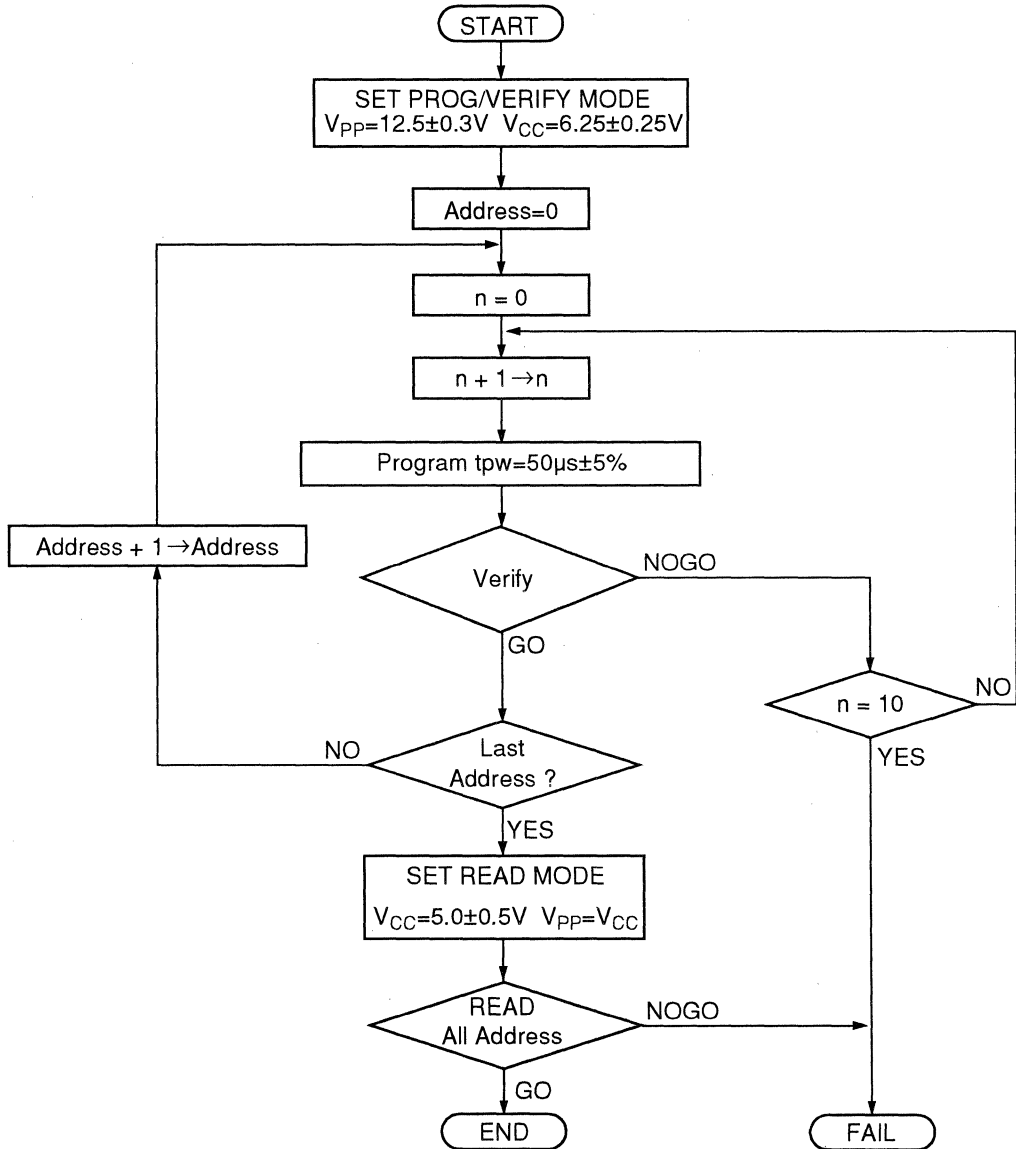 START
SET PROG/VERIFY MODE
VPP=12.5±0.3V VCC=6.25±0.25V
Address=0
n = 0
n + 1→n
Program tpw=50µs±5%
Address + 1→Address
Verify
NOGO
GO
n = 10
NO
YES
NO
Last
Address ?
YES
SET READ MODE
VCC=5.0±0.5V VPP=VCC
READ
All Address
NOGO
GO
END
FAIL